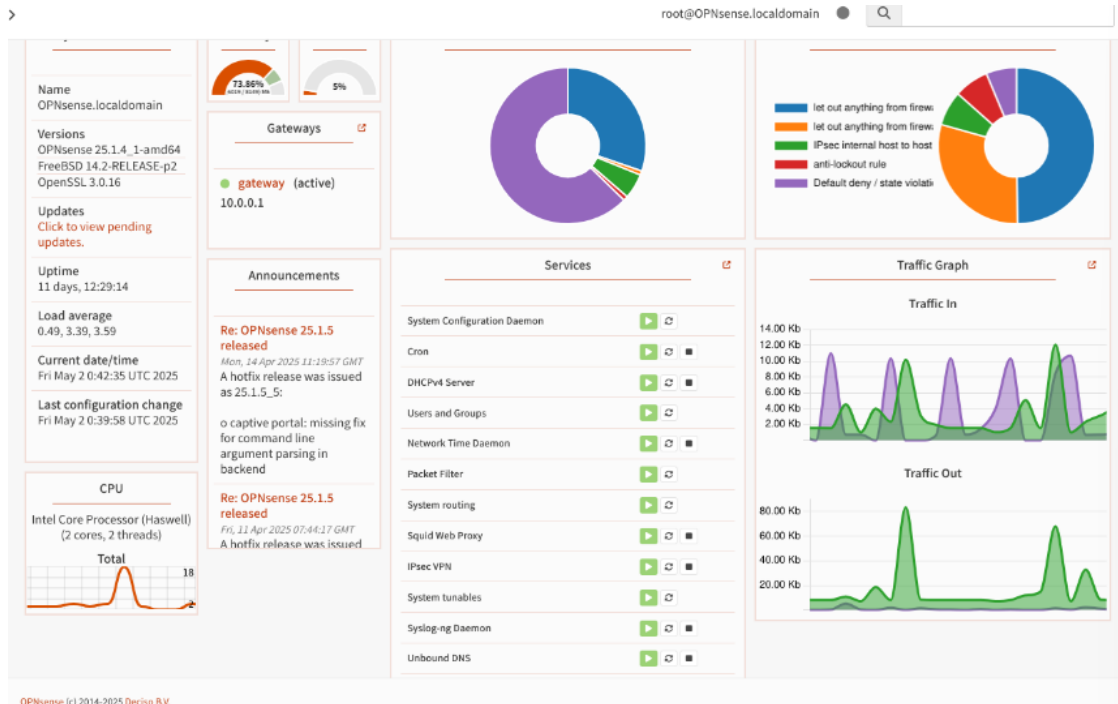 root@OPNsense.localdomain
Name
OPNsense.localdomain
Versions
OPNsense 25.1.4_1-amd64
FreeBSD 14.2-RELEASE-p2
OpenSSL 3.0.16
Updates
Click to view pending
updates.
Uptime
11 days, 12:29:14
Load average
0.49, 3.39, 3.59
Current date/time
Fri May 2 0:42:35 UTC 2025
Last configuration change
Fri May 2 0:39:58 UTC 2025
CPU
Intel Core Processor (Haswell)
(2 cores, 2 threads)
Total
18
2
73.86%
5%
Gateways
gateway (active)
10.0.0.1
Announcements
Re: OPNsense 25.1.5
released
Mon, 14 Apr 2025 11:19:57 GMT
A hotfix release was issued
as 25.1.5_5:
o captive portal: missing fix
for command line
argument parsing in
backend
Re: OPNsense 25.1.5
released
Fri, 11 Apr 2025 07:44:17 GMT
A hotfix release was issued
Services
System Configuration Daemon
Cron
DHCPv4 Server
Users and Groups
Network Time Daemon
Packet Filter
System routing
Squid Web Proxy
IPsec VPN
System tunables
Syslog-ng Daemon
Unbound DNS
let out anything from firew
let out anything from firew
IPsec internal host to host
anti-lockout rule
Default deny / state violati
Traffic Graph
Traffic In
14.00 Kb
12.00 Kb
10.00 Kb
8.00 Kb
6.00 Kb
4.00 Kb
2.00 Kb
Traffic Out
80.00 Kb
60.00 Kb
40.00 Kb
20.00 Kb
OPNsense (c) 2014-2025 Deciso B.V.